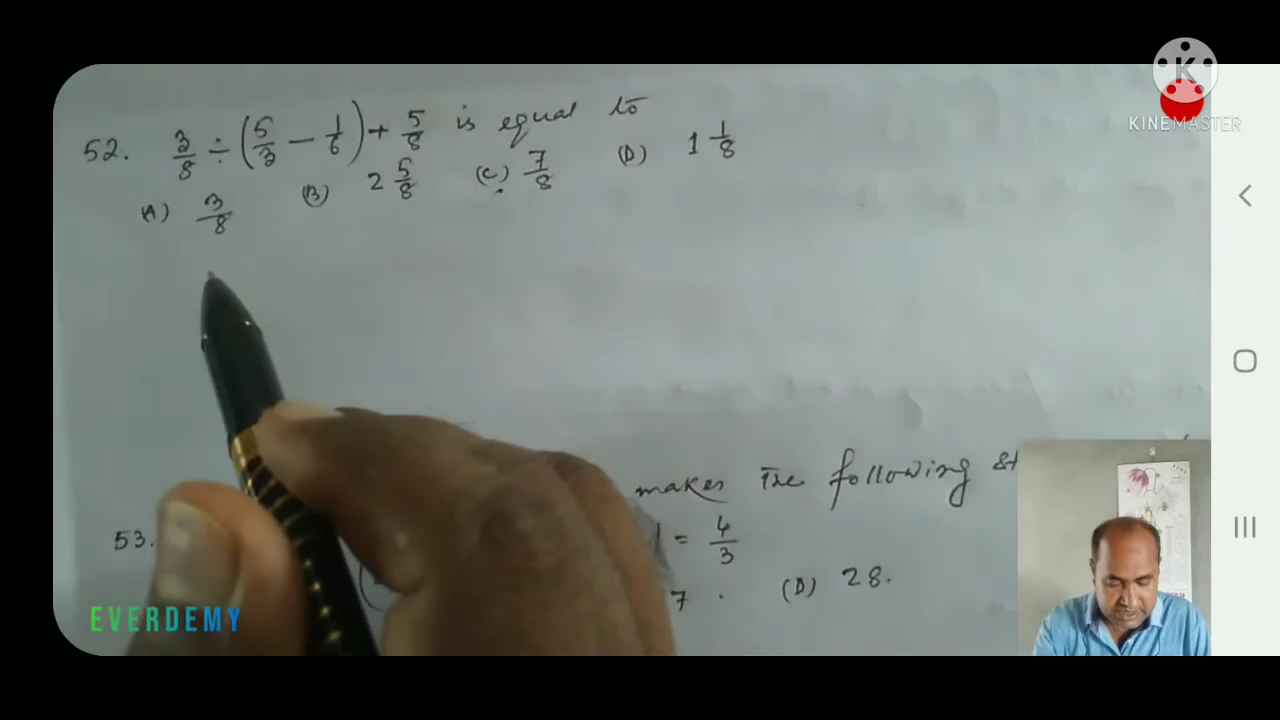 52. 3/8 ÷ (5/3 − 1/6) + 5/8 is equal to
(A) 3/8 (B) 2 5/8 (C) 7/8 (D) 1 1/8
makes the following
53. = 4/3
7. (D) 28.
EVERDEMY
KINEMASTER